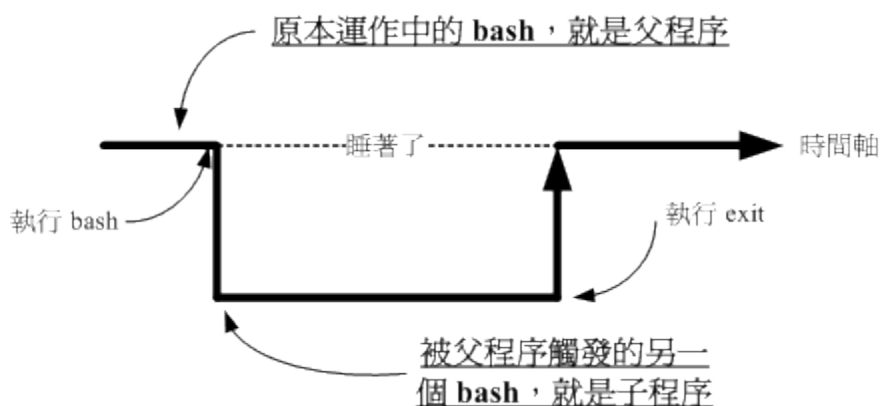 原本運作中的 bash，就是父程序
睡著了
時間軸
執行 bash
執行 exit
被父程序觸發的另一
個 bash，就是子程序